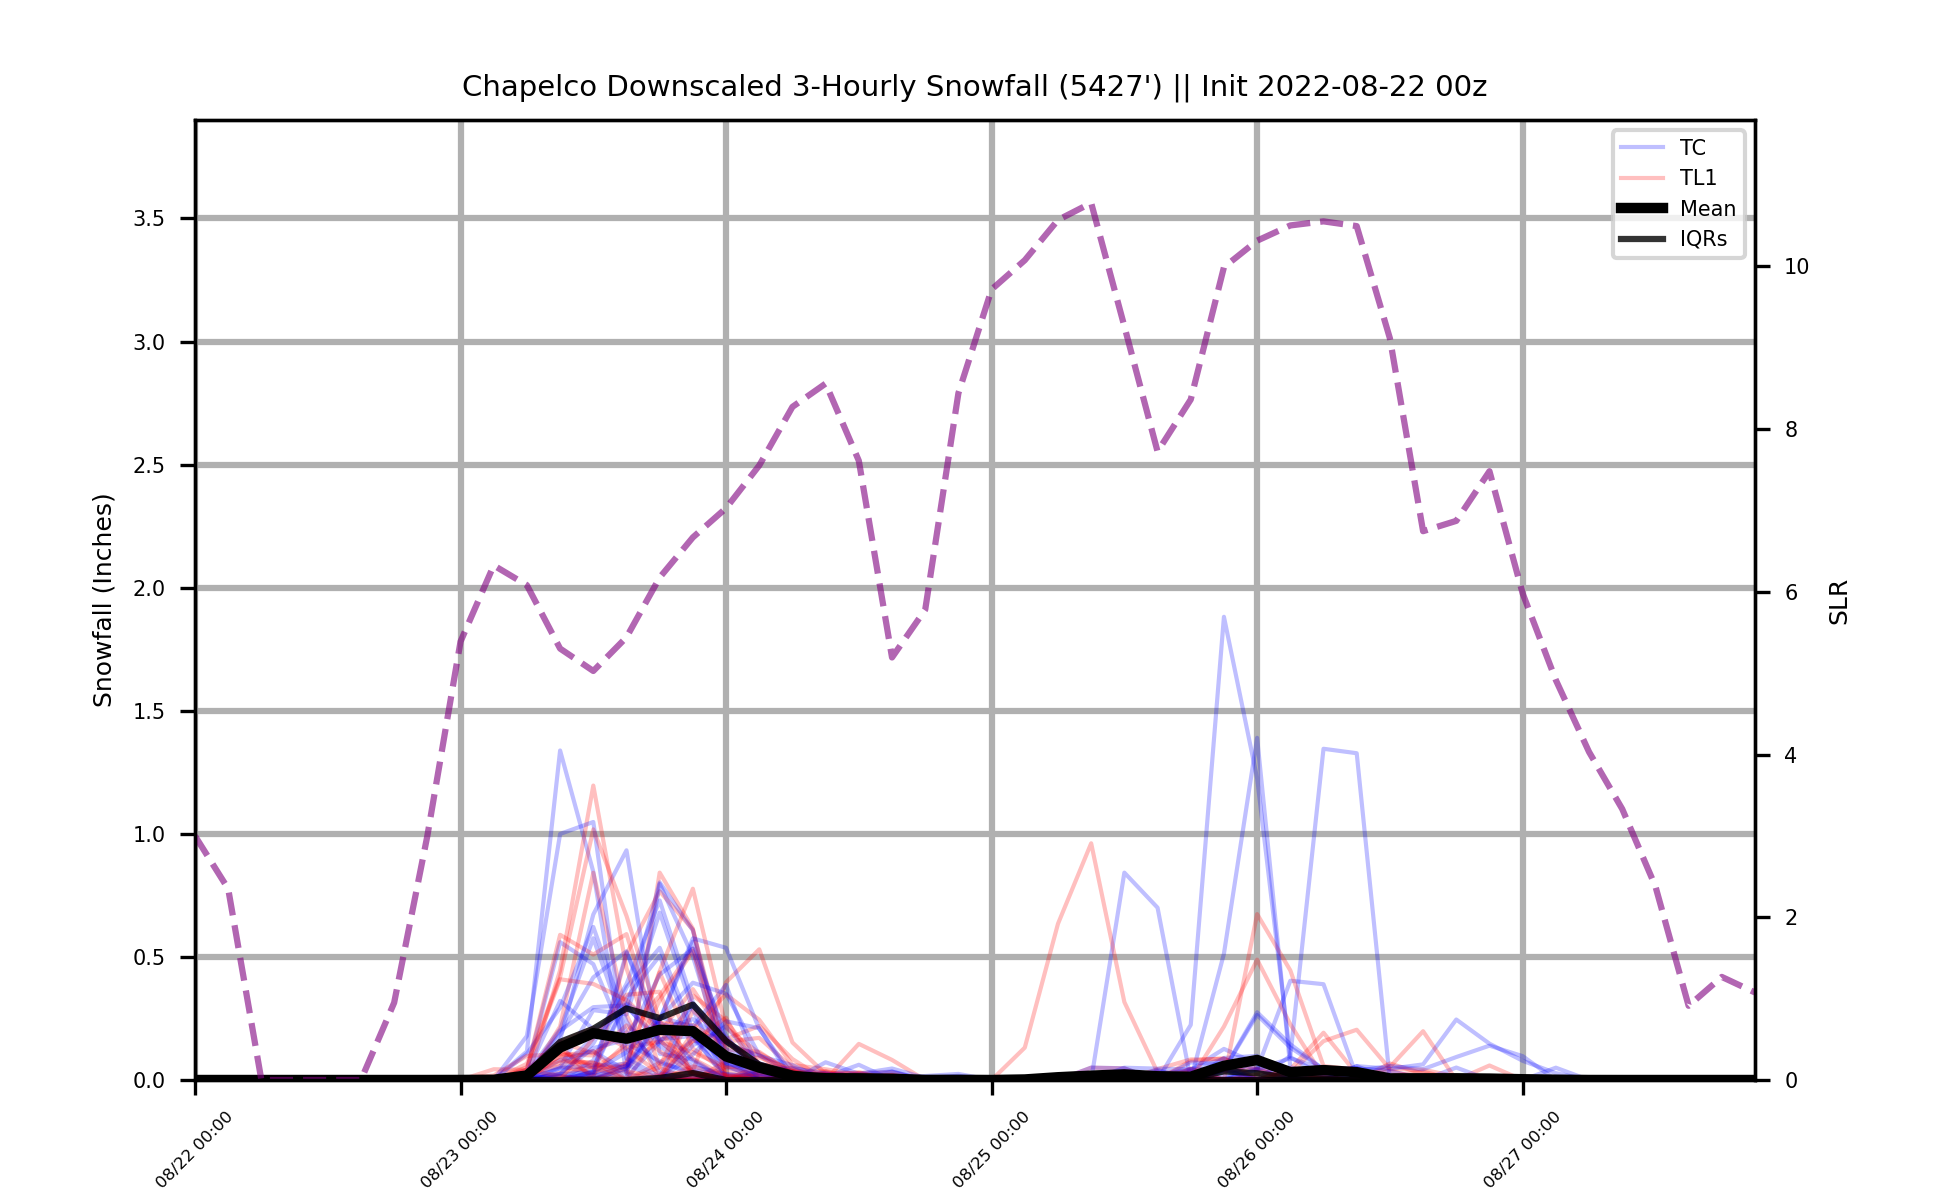 Chapelco Downscaled 3-Hourly Snowfall (5427') || Init 2022-08-22 00z
TC
TL1
Mean
IQRs
Snowfall (Inches)
3.5
3.0
2.5
2.0
1.5
1.0
0.5
0.0
10
8
6
4
2
0
SLR
08/22 00:00
08/23 00:00
08/24 00:00
08/25 00:00
08/26 00:00
08/27 00:00